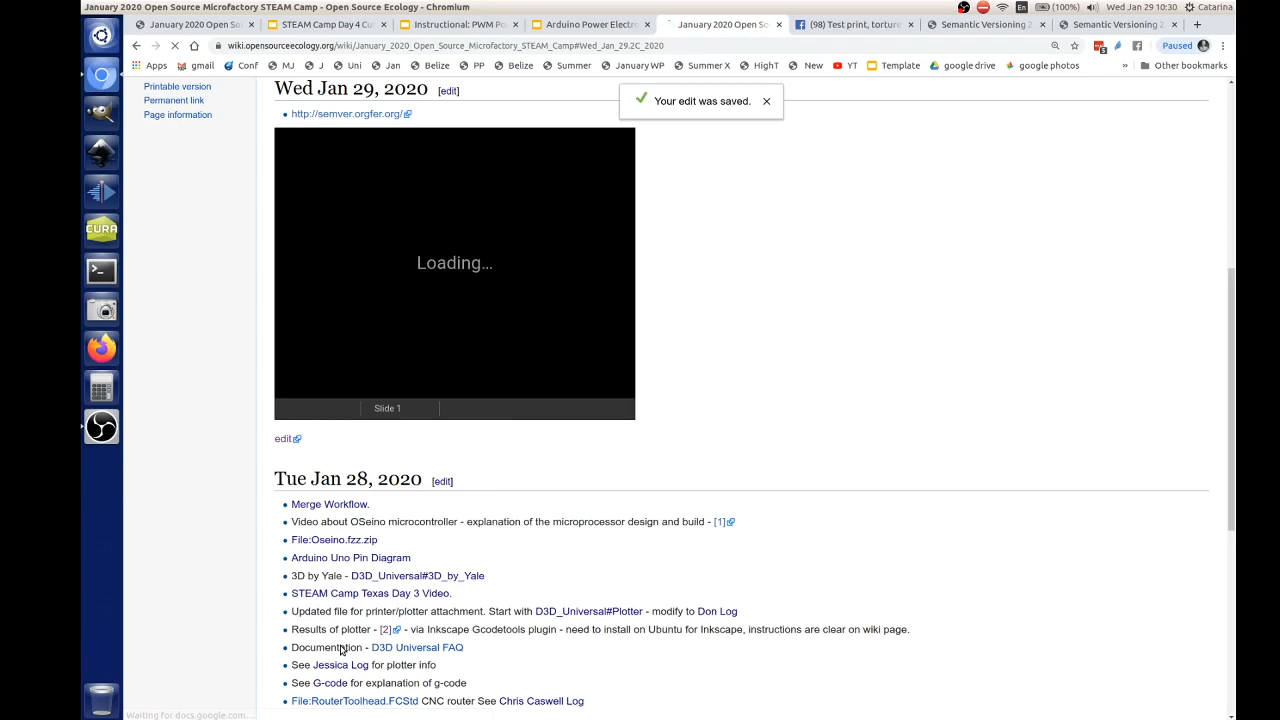 January 2020 Open Source Microfactory STEAM Camp - Open Source Ecology - Chromium
(100%)
Wed Jan 29 10:30
Catarina
January 2020 Open So
STEAM Camp Day 4 Cu
Instructional: PWM Po
Arduino Power Electro
January 2020 Open So
(98) Test print, torture
Semantic Versioning 2
Semantic Versioning 2
wiki.opensourceecology.org/wiki/January_2020_Open_Source_Microfactory_STEAM_Camp#Wed_Jan_29.2C_2020
Paused
Apps gmail Conf MJ J Uni Jan Belize PP Belize Summer January WP Summer X HighT New YT Template google drive google photos » Other bookmarks
Printable version
Permanent link
Page information
Wed Jan 29, 2020 [edit]
Your edit was saved.
http://semver.orgfer.org/
Loading...
Slide 1
edit
Tue Jan 28, 2020 [edit]
Merge Workflow.
Video about OSeino microcontroller - explanation of the microprocessor design and build - [1]
File:Oseino.fzz.zip
Arduino Uno Pin Diagram
3D by Yale - D3D_Universal#3D_by_Yale
STEAM Camp Texas Day 3 Video.
Updated file for printer/plotter attachment. Start with D3D_Universal#Plotter - modify to Don Log
Results of plotter - [2] - via Inkscape Gcodetools plugin - need to install on Ubuntu for Inkscape, instructions are clear on wiki page.
Documentation - D3D Universal FAQ
See Jessica Log for plotter info
See G-code for explanation of g-code
File:RouterToolhead.FCStd CNC router See Chris Caswell Log
Waiting for docs.google.com...
CURA
En